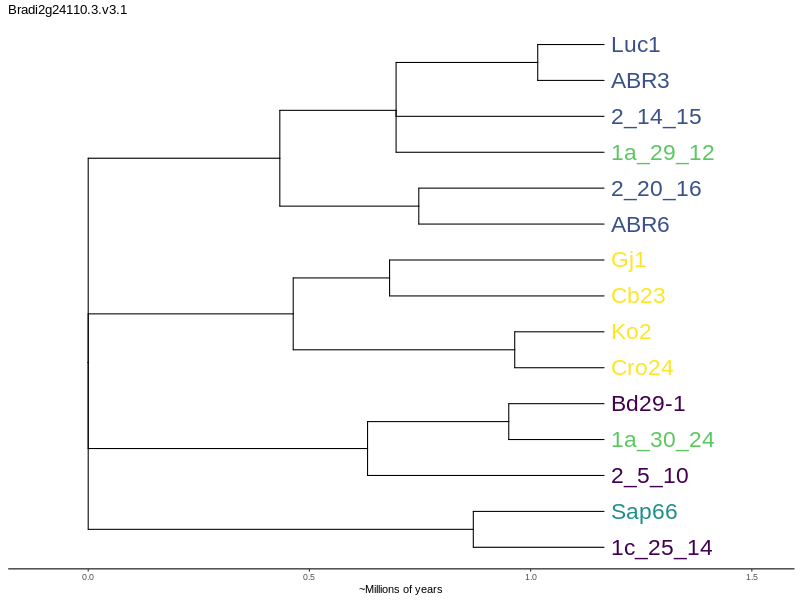 Bradi2g24110.3.v3.1
Luc1
ABR3
2_14_15
1a_29_12
2_20_16
ABR6
Gj1
Cb23
Ko2
Cro24
Bd29-1
1a_30_24
2_5_10
Sap66
1c_25_14
0.0 0.5 1.0 1.5
~Millions of years